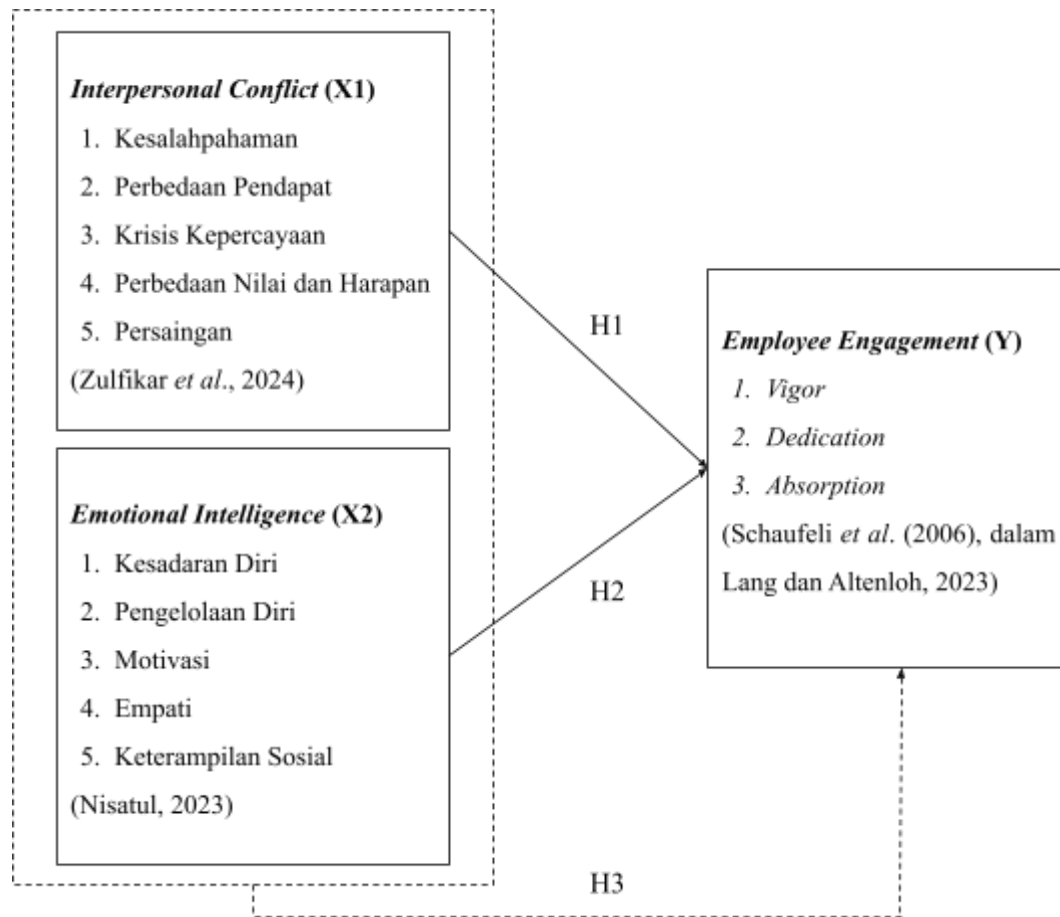 Interpersonal Conflict (X1)
1. Kesalahpahaman
2. Perbedaan Pendapat
3. Krisis Kepercayaan
4. Perbedaan Nilai dan Harapan
5. Persaingan
(Zulfikar et al., 2024)
H1
Employee Engagement (Y)
1. Vigor
2. Dedication
3. Absorption
(Schaufeli et al. (2006), dalam
Lang dan Altenloh, 2023)
Emotional Intelligence (X2)
1. Kesadaran Diri
2. Pengelolaan Diri
3. Motivasi
4. Empati
5. Keterampilan Sosial
(Nisatul, 2023)
H2
H3